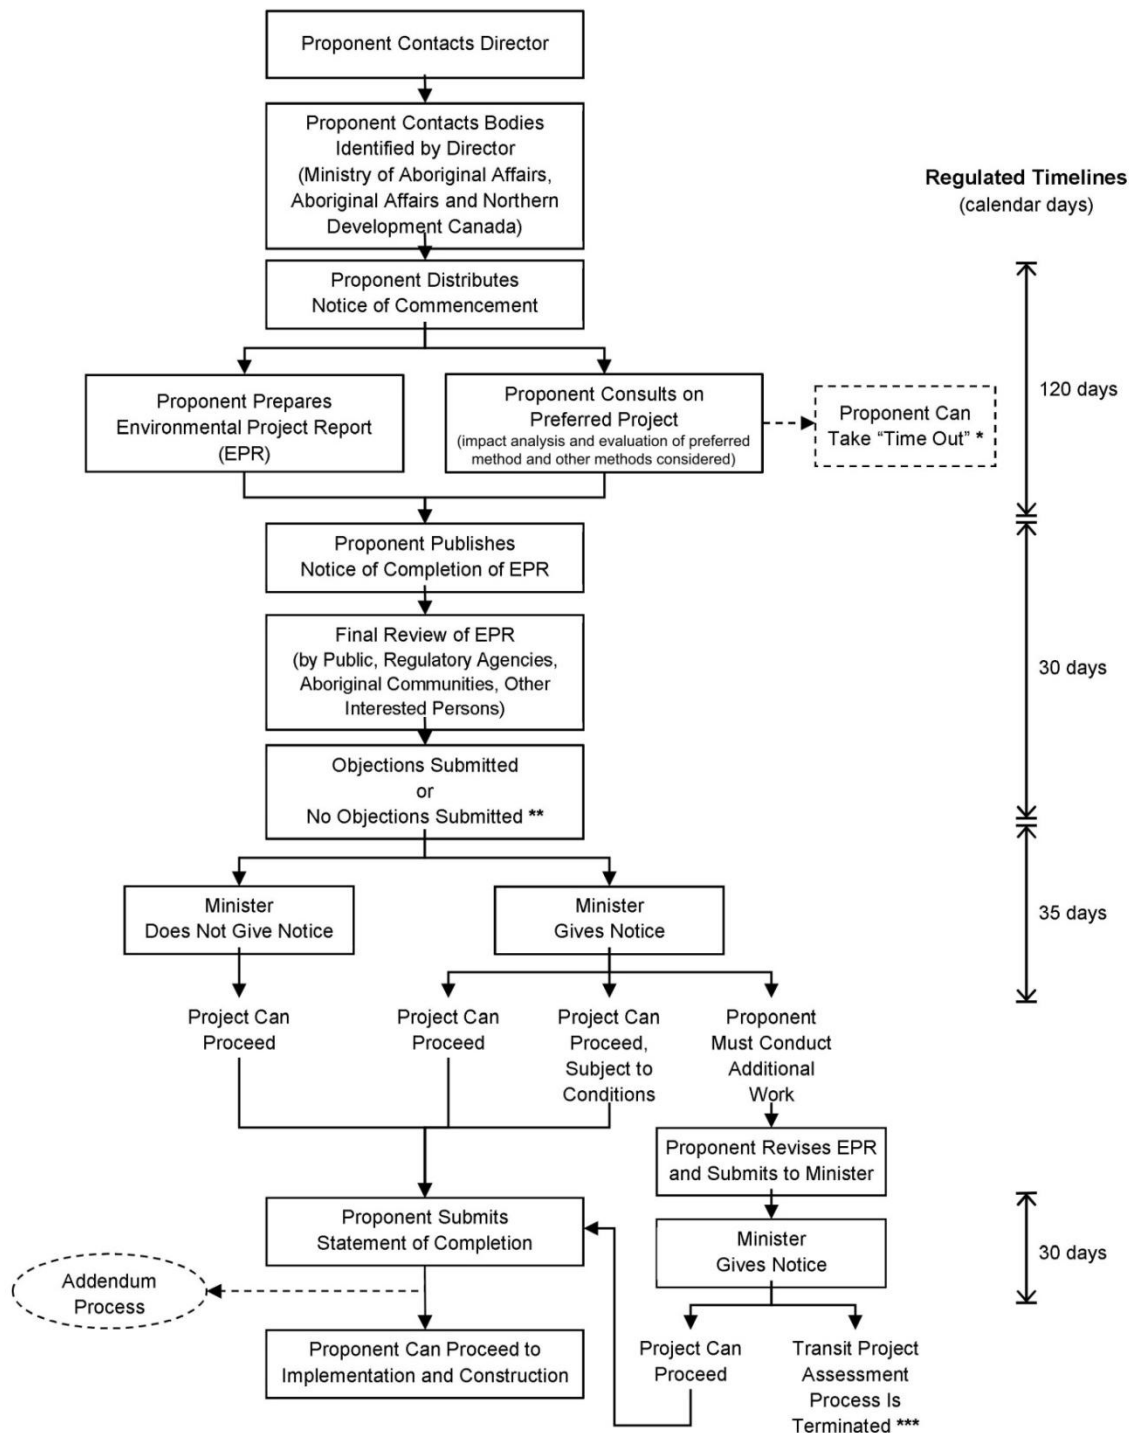 Proponent Contacts Director
Proponent Contacts Bodies
Identified by Director
(Ministry of Aboriginal Affairs,
Aboriginal Affairs and Northern
Development Canada)
Regulated Timelines
(calendar days)
Proponent Distributes
Notice of Commencement
Proponent Prepares
Environmental Project Report
(EPR)
Proponent Consults on
Preferred Project
(impact analysis and evaluation of preferred
method and other methods considered)
Proponent Can
Take “Time Out” *
120 days
Proponent Publishes
Notice of Completion of EPR
Final Review of EPR
(by Public, Regulatory Agencies,
Aboriginal Communities, Other
Interested Persons)
30 days
Objections Submitted
or
No Objections Submitted **
Minister
Does Not Give Notice
Minister
Gives Notice
35 days
Project Can
Proceed
Project Can
Proceed
Project Can
Proceed,
Subject to
Conditions
Proponent
Must Conduct
Additional
Work
Proponent Revises EPR
and Submits to Minister
Proponent Submits
Statement of Completion
Minister
Gives Notice
30 days
Addendum
Process
Proponent Can Proceed to
Implementation and Construction
Project Can
Proceed
Transit Project
Assessment
Process Is
Terminated ***